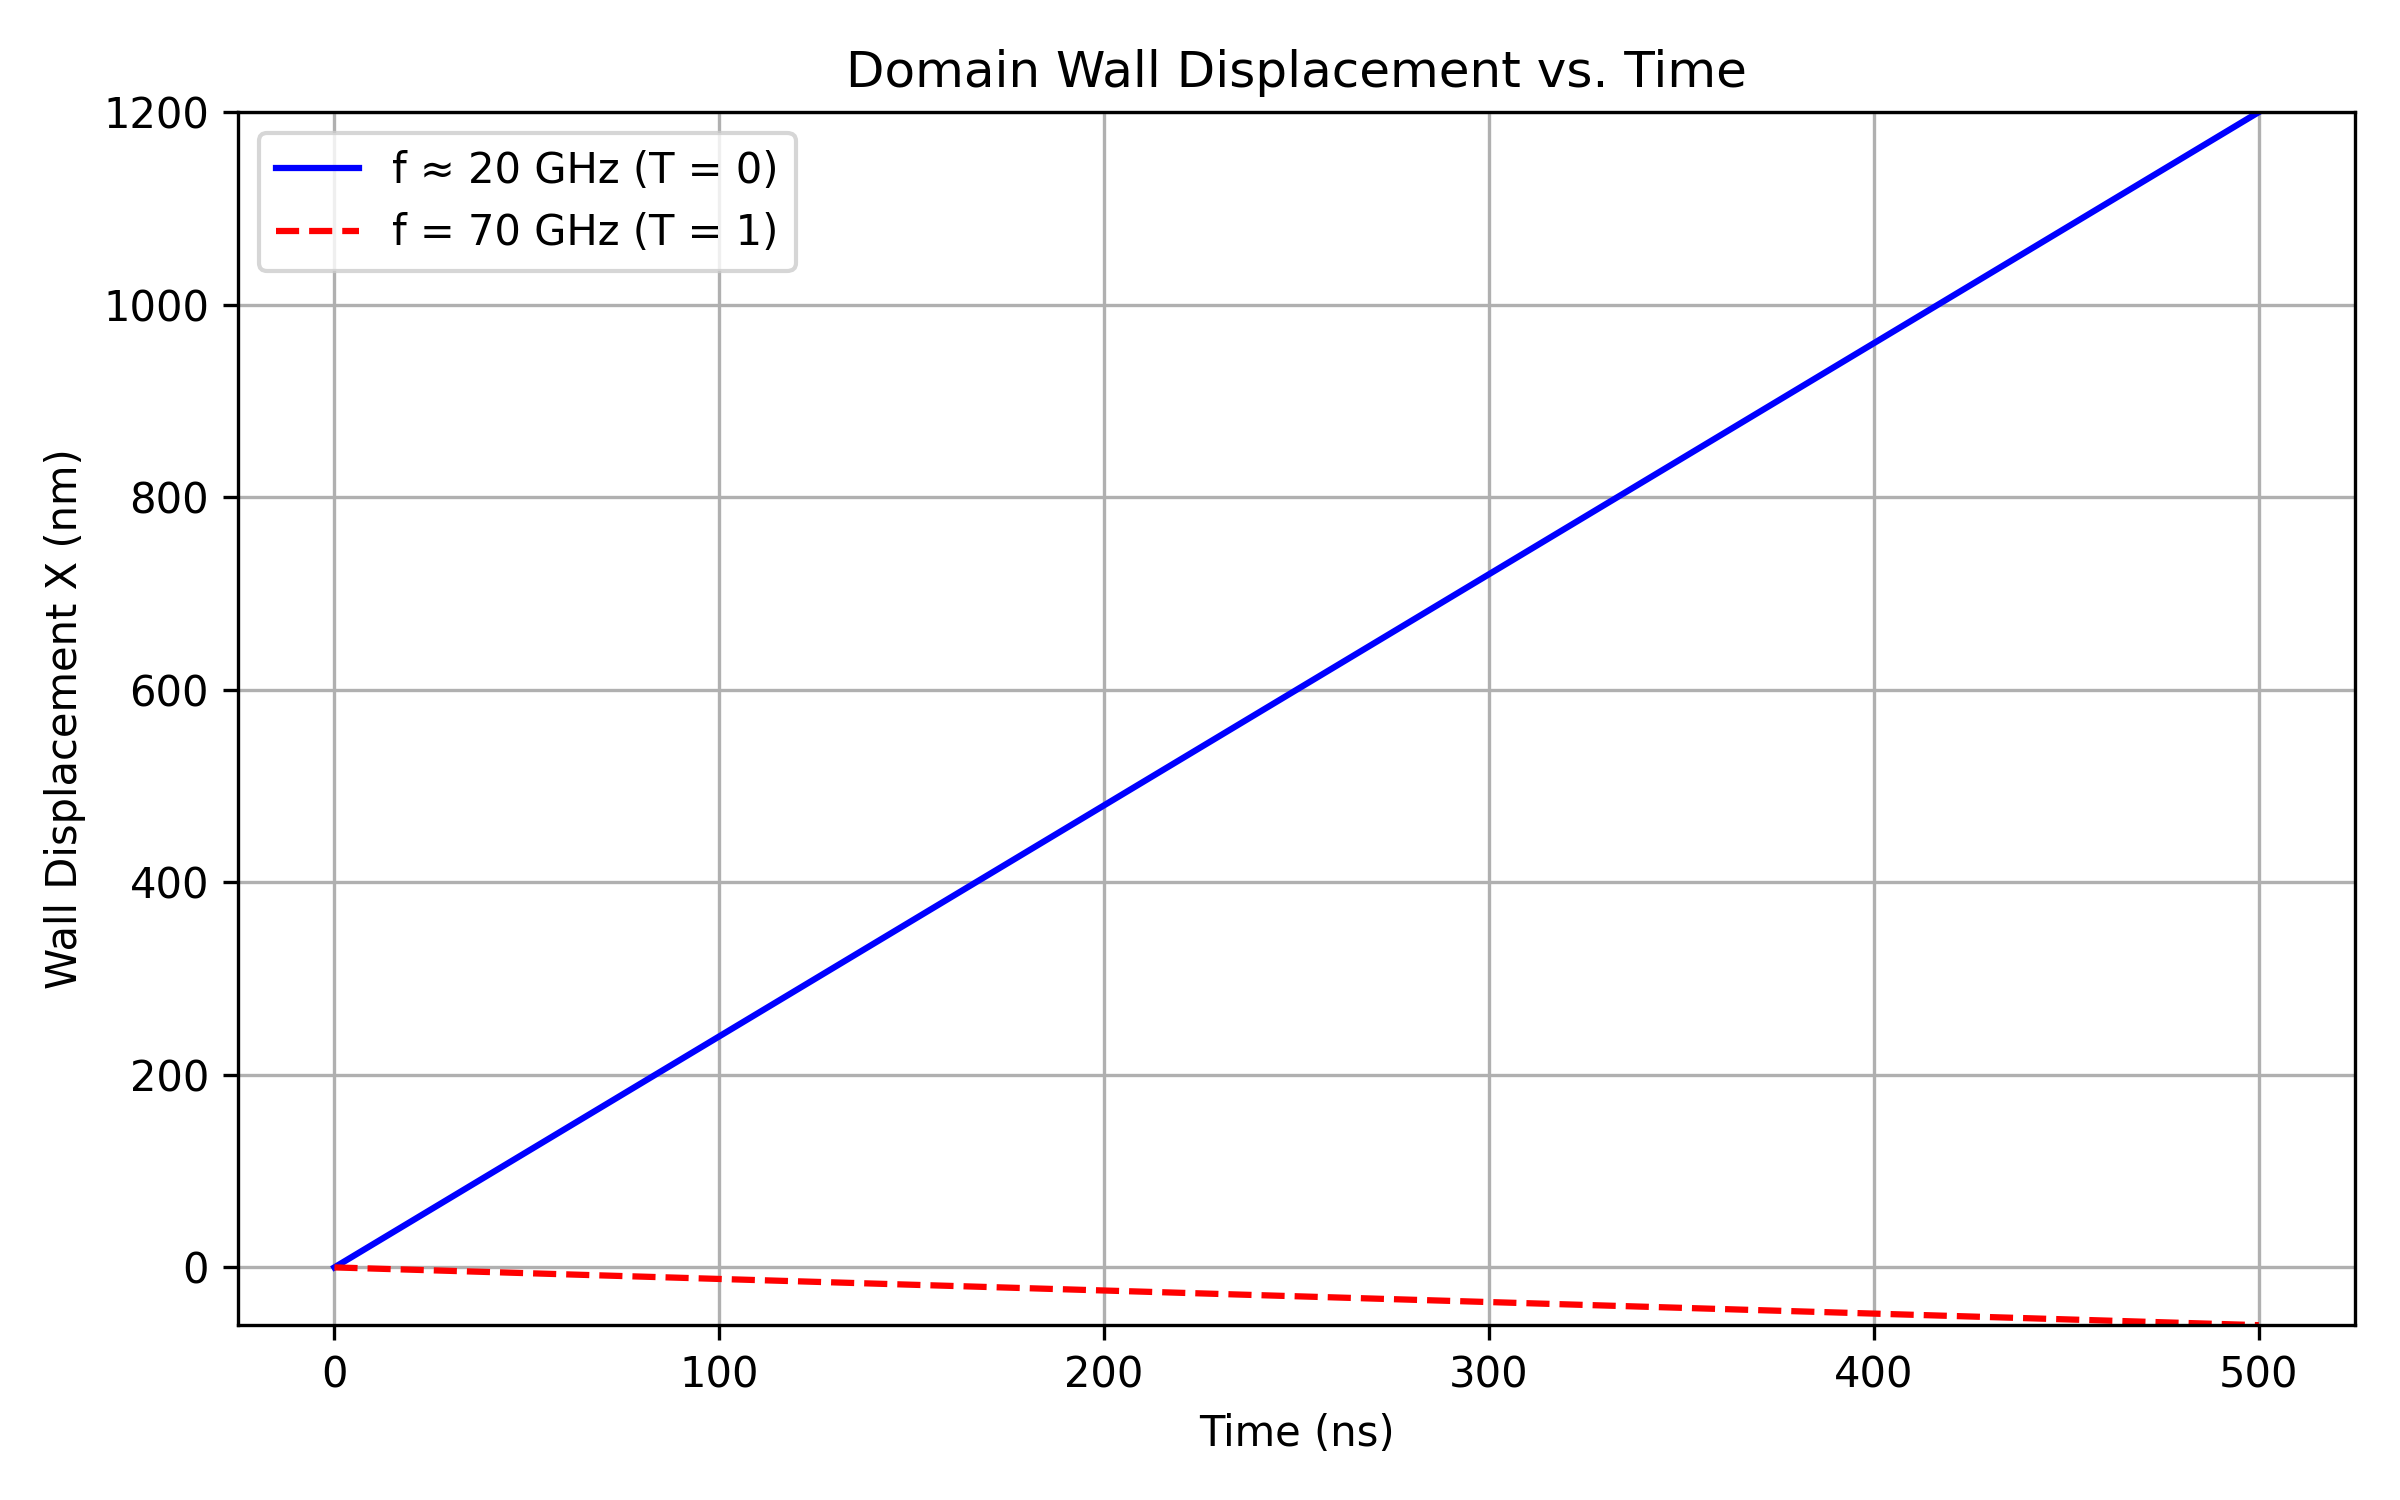 Domain Wall Displacement vs. Time
f ≈ 20 GHz (T = 0)
f = 70 GHz (T = 1)
Wall Displacement X (nm)
1200
1000
800
600
400
200
0
0 100 200 300 400 500
Time (ns)